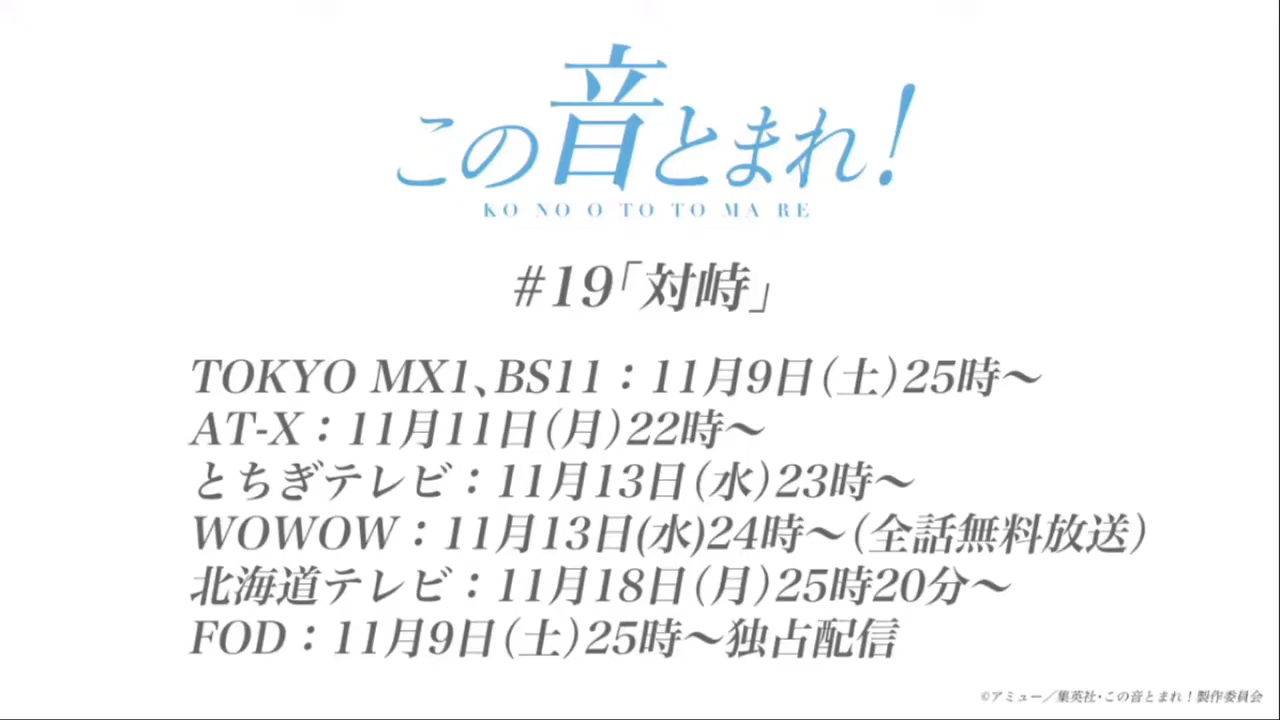 この音とまれ!
KO NO O TO TO MA RE
#19「対峙」
TOKYO MX1、BS11：11月9日（土）25時～
AT-X：11月11日（月）22時～
とちぎテレビ：11月13日（水）23時～
WOWOW：11月13日(水)24時～（全話無料放送）
北海道テレビ：11月18日（月）25時20分～
FOD：11月9日（土）25時～独占配信
©アミュー／集英社・この音とまれ！製作委員会